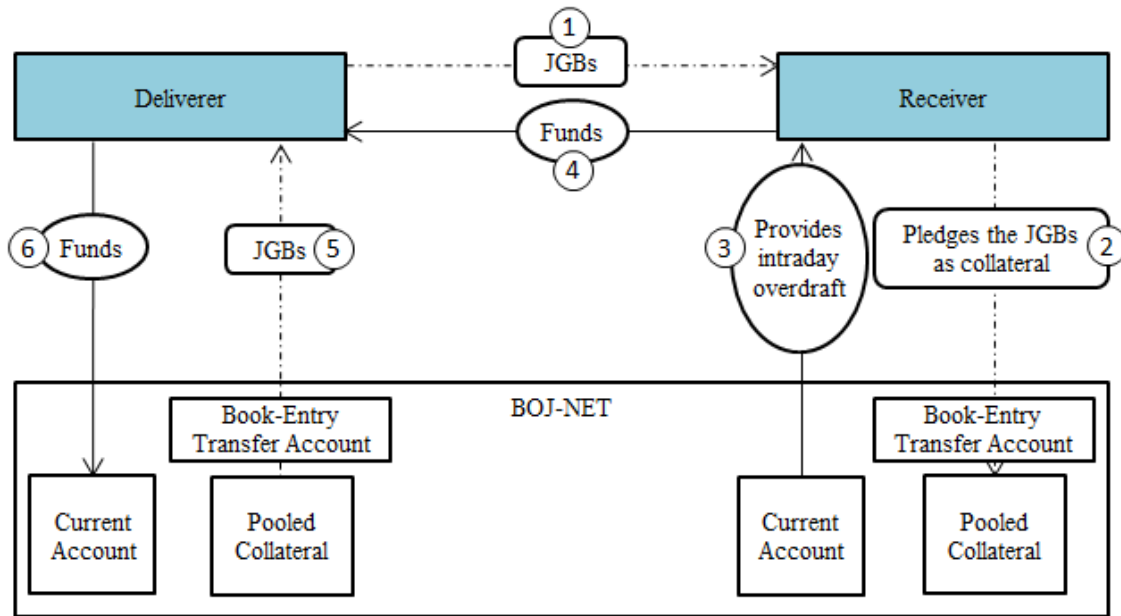 1
JGBs
Deliverer
Receiver
Funds
4
6
Funds
JGBs
5
3
Provides
intraday
overdraft
Pledges the JGBs
as collateral
2
BOJ-NET
Book-Entry
Transfer Account
Book-Entry
Transfer Account
Current
Account
Pooled
Collateral
Current
Account
Pooled
Collateral